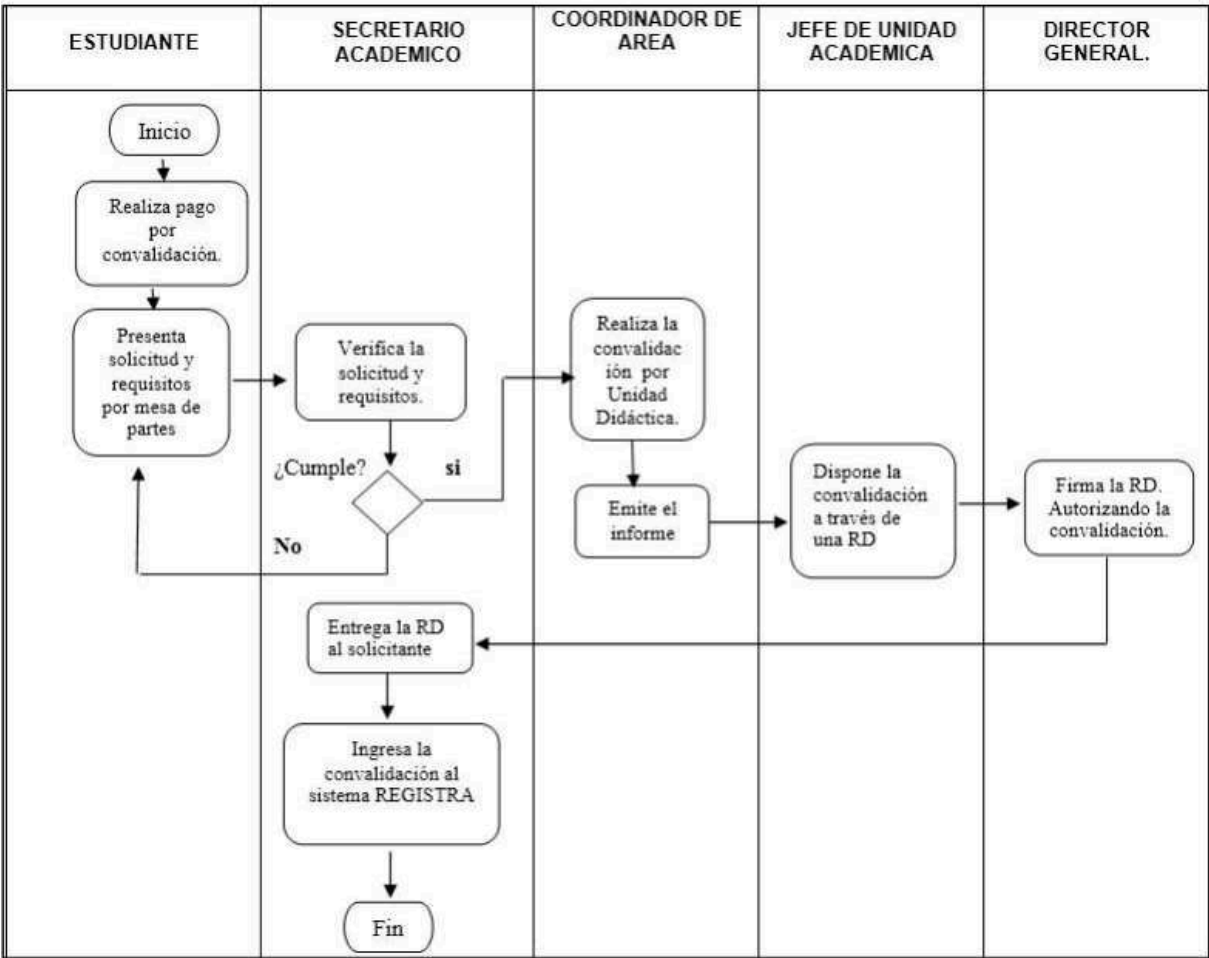 ESTUDIANTE
SECRETARIO
ACADEMICO
COORDINADOR DE
AREA
JEFE DE UNIDAD
ACADEMICA
DIRECTOR
GENERAL.
Inicio
Realiza pago
por
convalidación.
Presenta
solicitud y
requisitos
por mesa de
partes
Verifica la
solicitud y
requisitos.
¿Cumple?
si
No
Realiza la
convalidac
ión por
Unidad
Didáctica.
Emite el
informe
Dispone la
convalidación
a través de
una RD
Firma la RD.
Autorizando la
convalidación.
Entrega la RD
al solicitante
Ingresa la
convalidación al
sistema REGISTRA
Fin